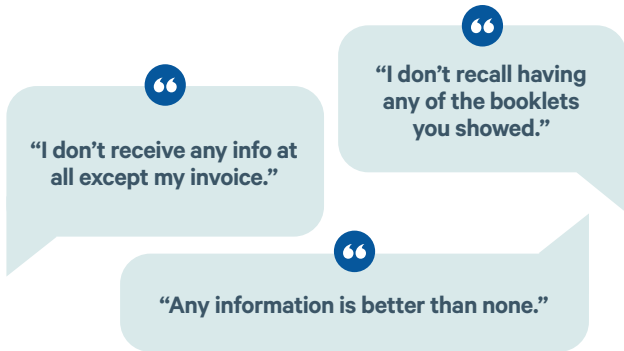 “I don’t recall having
any of the booklets
you showed.”
“I don’t receive any info at
all except my invoice.”
“Any information is better than none.”